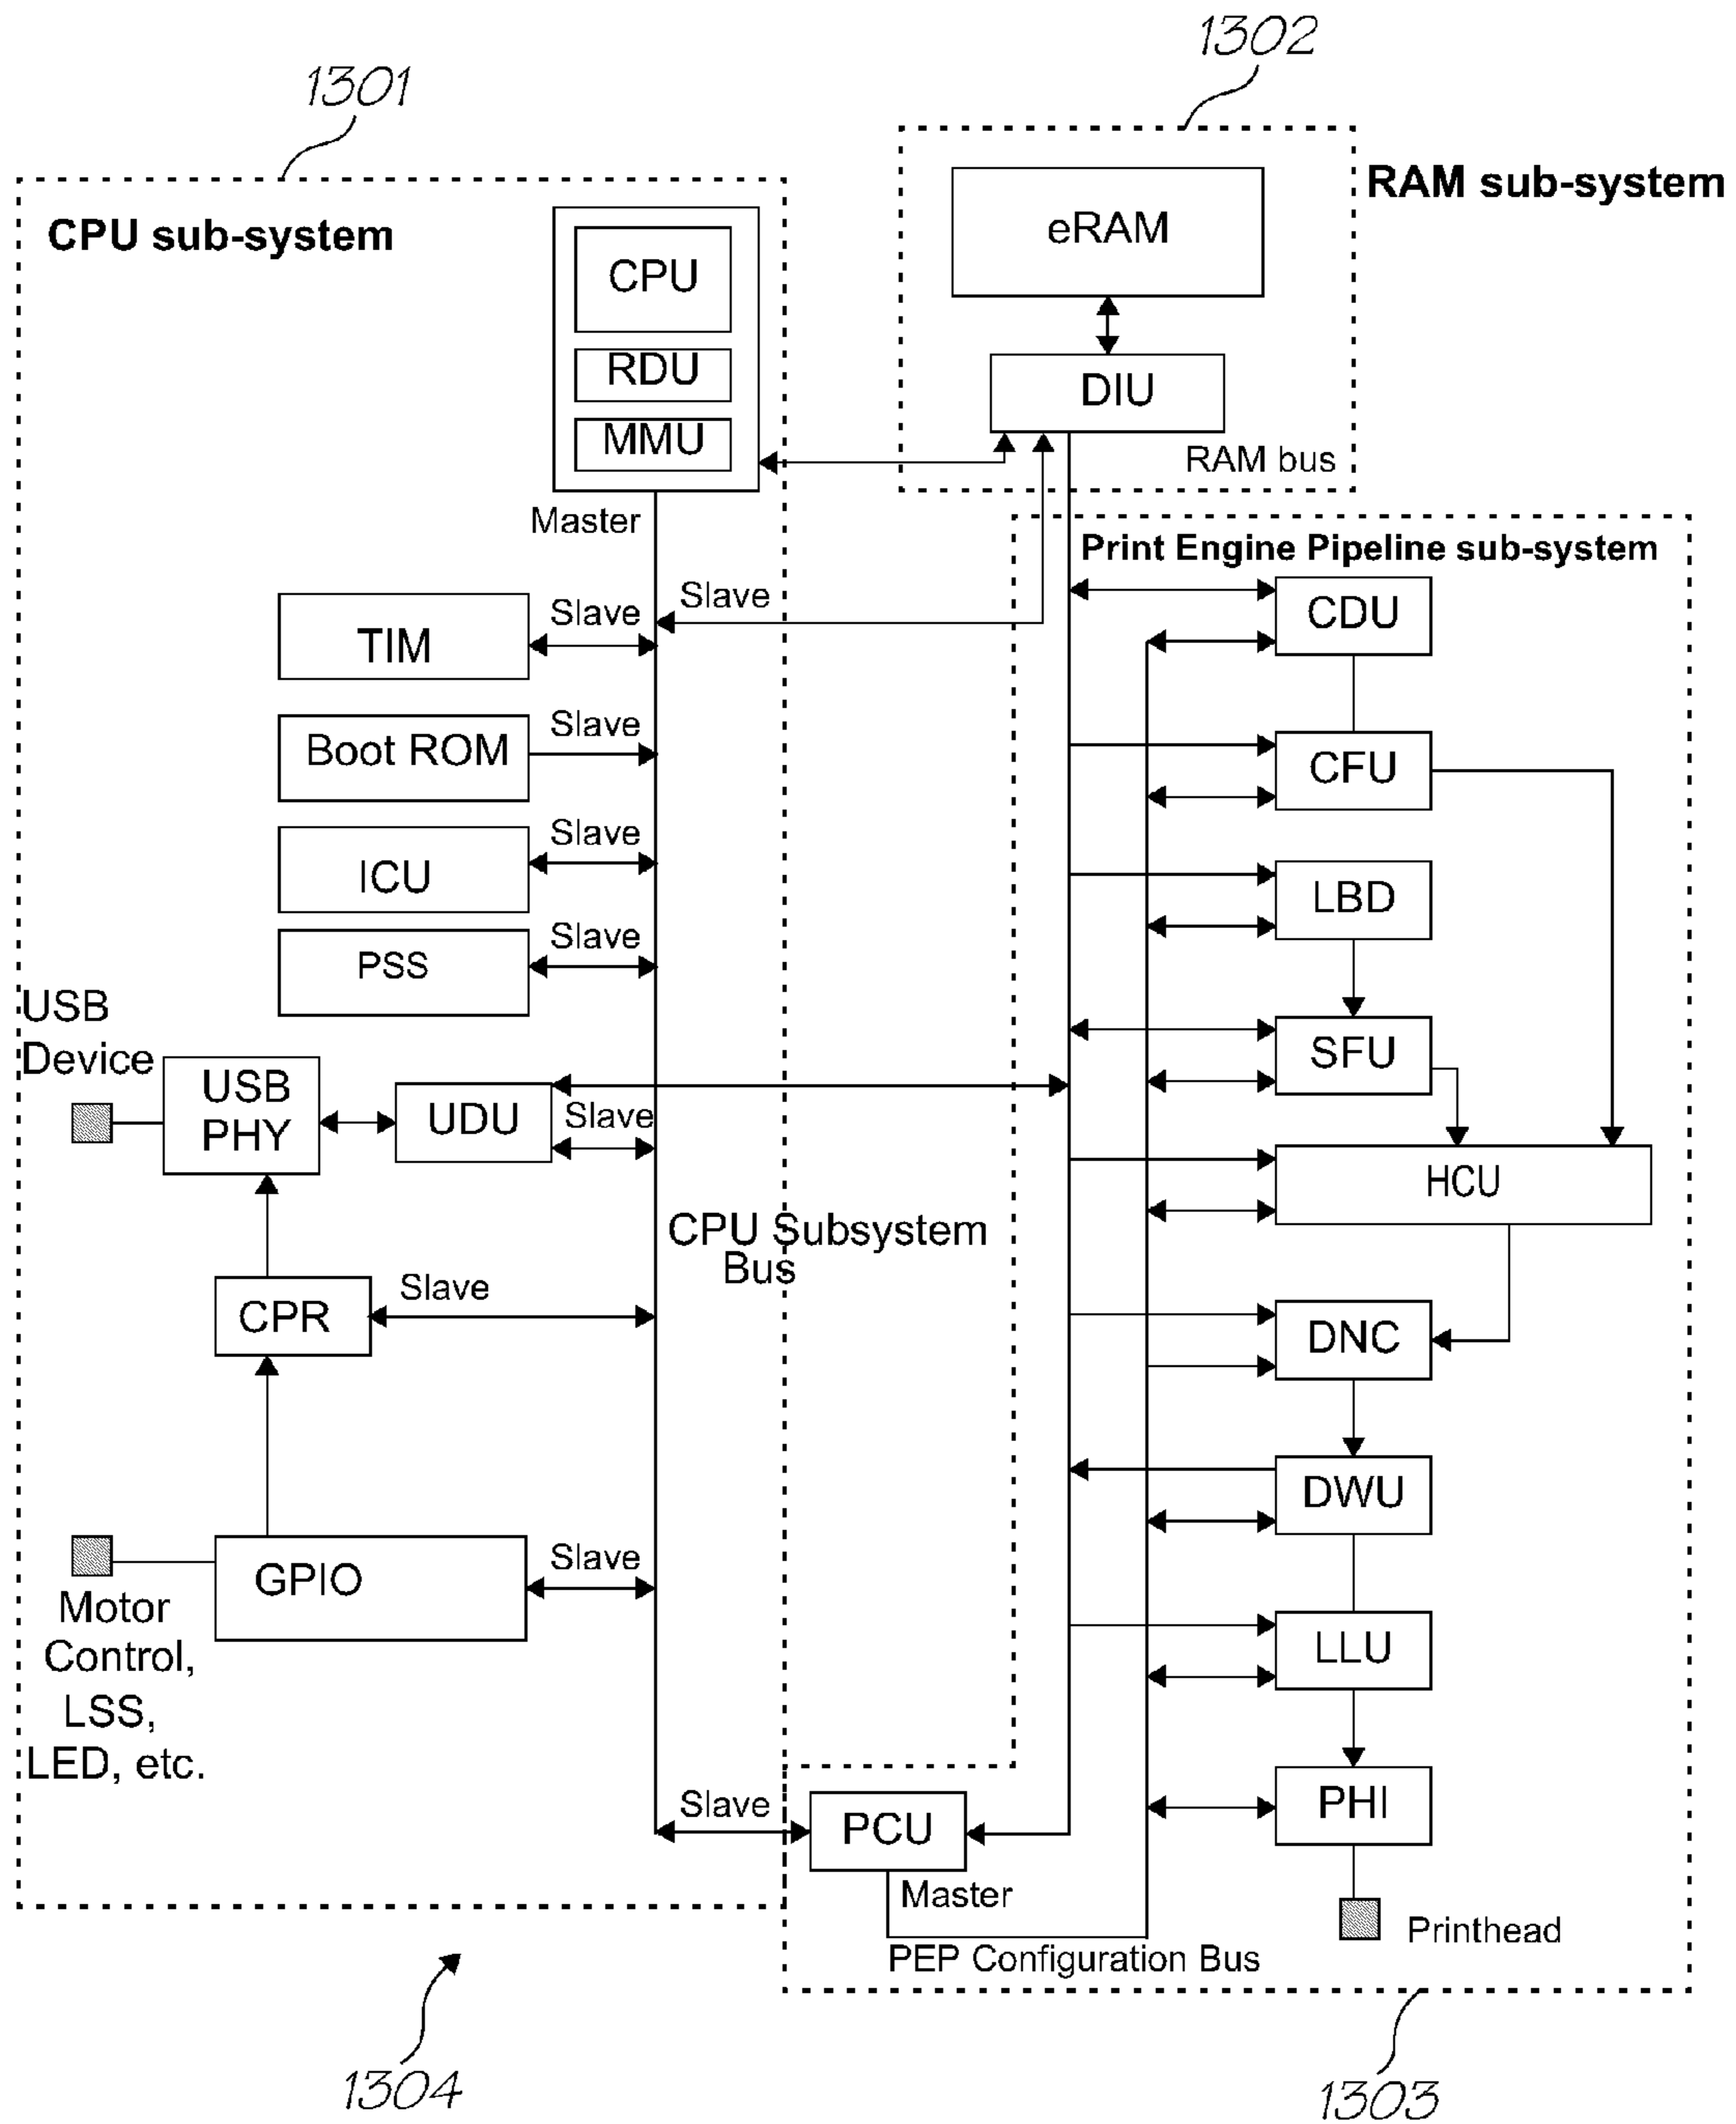 1302
1301
RAM sub-system
CPU sub-system
eRAM
CPU
RDU
DIU
MMU
RAM bus
Master
Print Engine Pipeline sub-system
Slave
Slave
CDU
TIM
Slave
Boot ROM
CFU
Slave
ICU
LBD
Slave
PSS
USB
Device
SFU
USB
PHY
UDU
Slave
HCU
CPU Subsystem
Bus
Slave
CPR
DNC
DWU
Slave
GPIO
Motor
Control,
LSS,
LED, etc.
LLU
Slave
PCU
PHI
Master
Printhead
PEP Configuration Bus
1304
1303